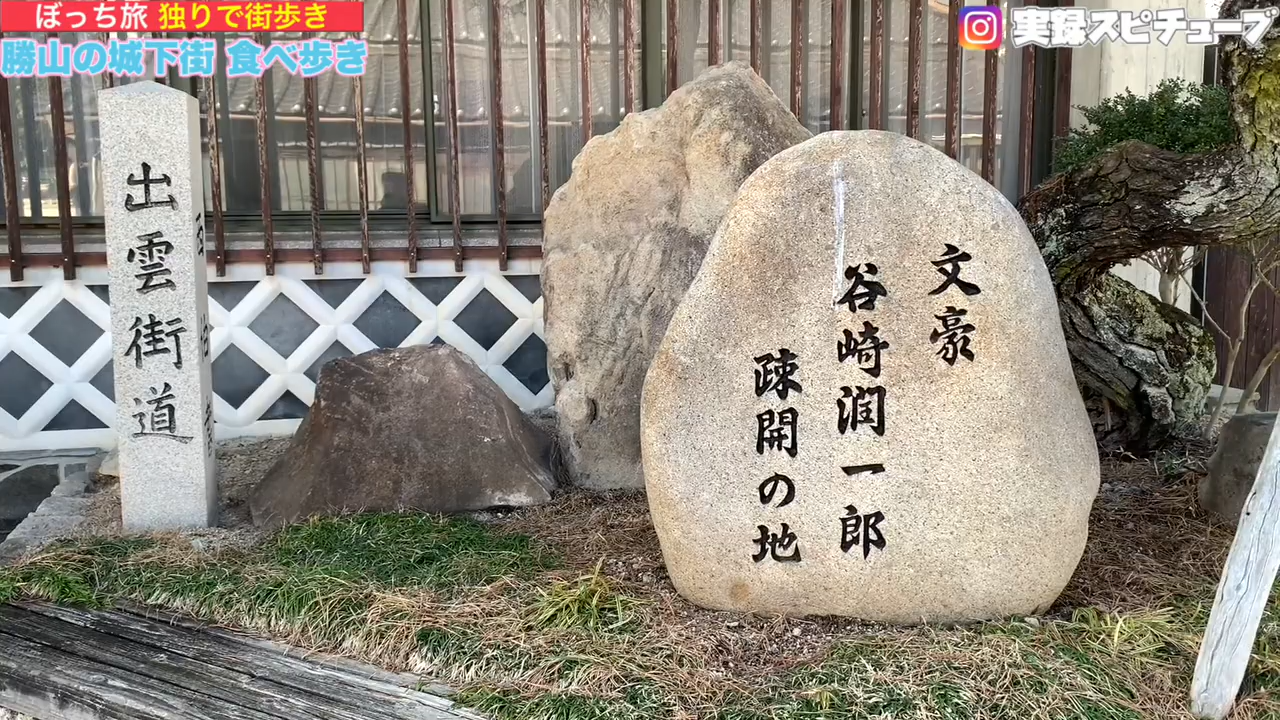 ぼっち旅 独りで街歩き
勝山の城下街 食べ歩き
実録スピチューブ
出雲街道
文豪
谷崎潤一郎
疎開の地